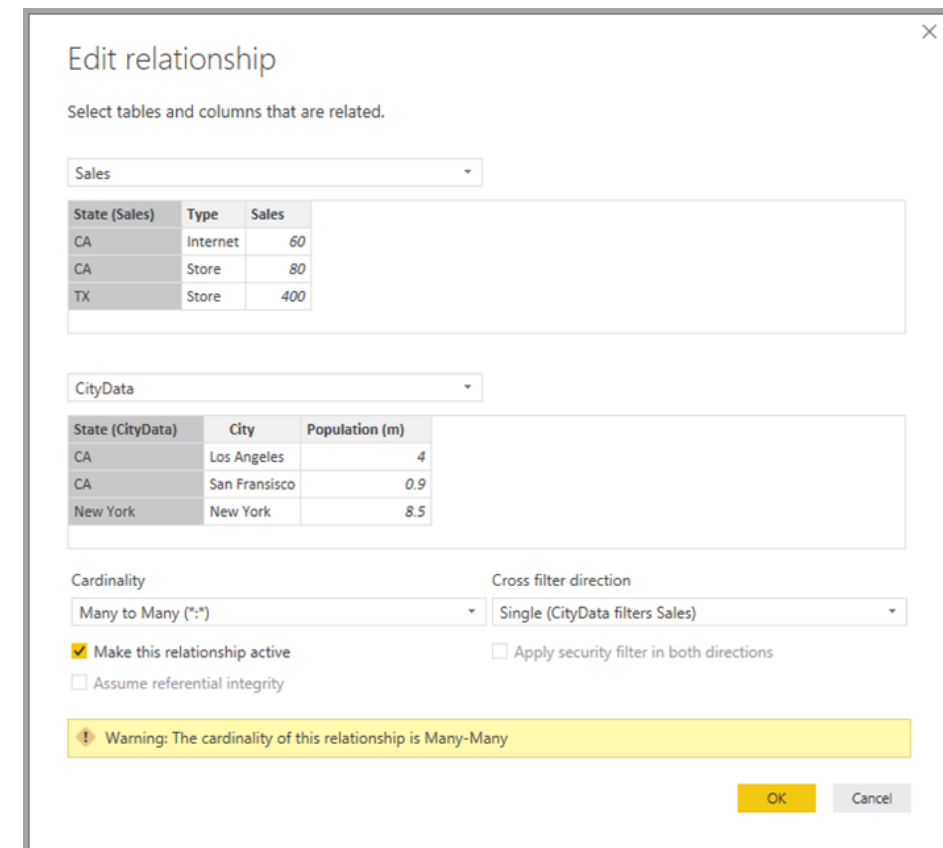 Edit relationship
Select tables and columns that are related.
Sales
State (Sales) Type Sales
CA Internet 60
CA Store 80
TX Store 400
CityData
State (CityData) City Population (m)
CA Los Angeles 4
CA San Fransisco 0.9
New York New York 8.5
Cardinality Cross filter direction
Many to Many (*:*) Single (CityData filters Sales)
Make this relationship active Apply security filter in both directions
Assume referential integrity
Warning: The cardinality of this relationship is Many-Many
OK Cancel